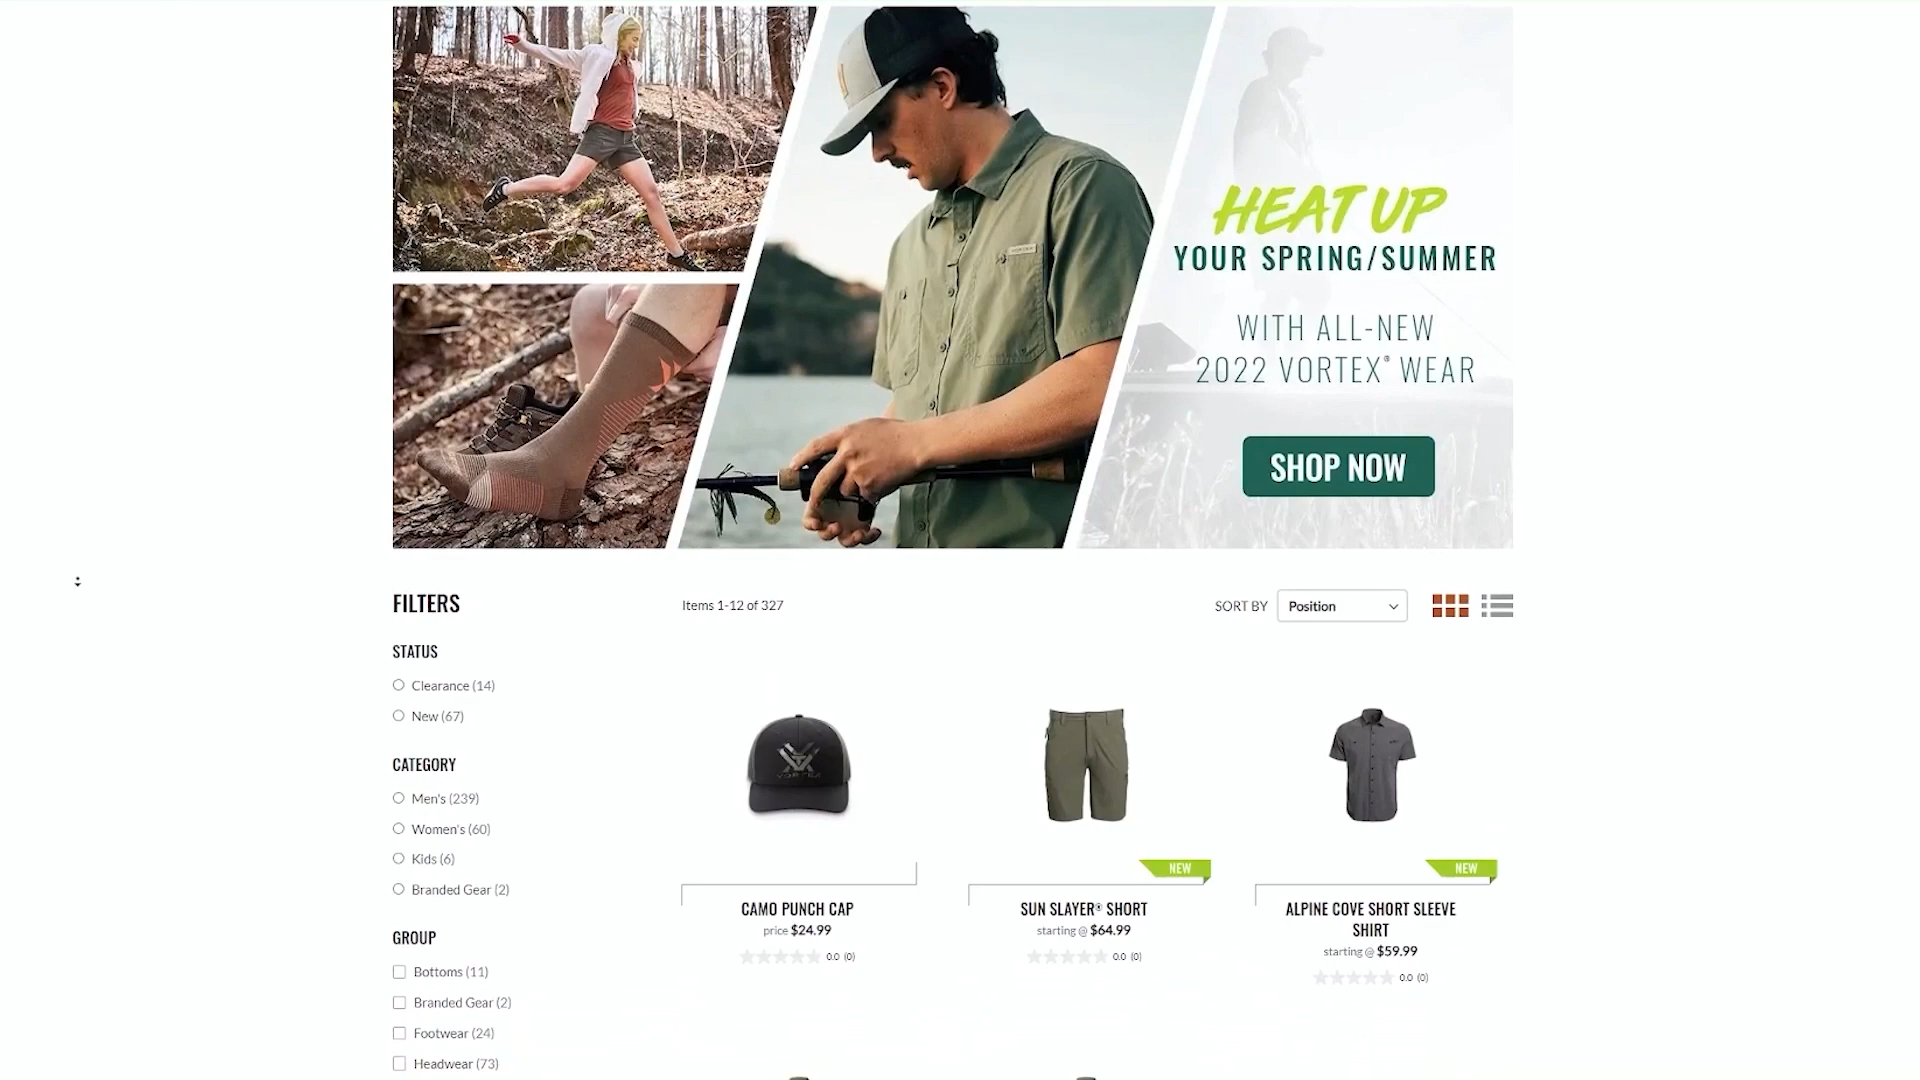 HEAT UP
YOUR SPRING/SUMMER
WITH ALL-NEW
2022 VORTEX® WEAR
SHOP NOW
FILTERS
Items 1-12 of 327
SORT BY Position
STATUS
Clearance (14)
New (67)
CATEGORY
Men's (239)
Women's (60)
Kids (6)
Branded Gear (2)
GROUP
Bottoms (11)
Branded Gear (2)
Footwear (24)
Headwear (73)
VORTEX
CAMO PUNCH CAP
price $24.99
0.0 (0)
NEW
SUN SLAYER® SHORT
starting @ $64.99
0.0 (0)
NEW
ALPINE COVE SHORT SLEEVE
SHIRT
starting @ $59.99
0.0 (0)